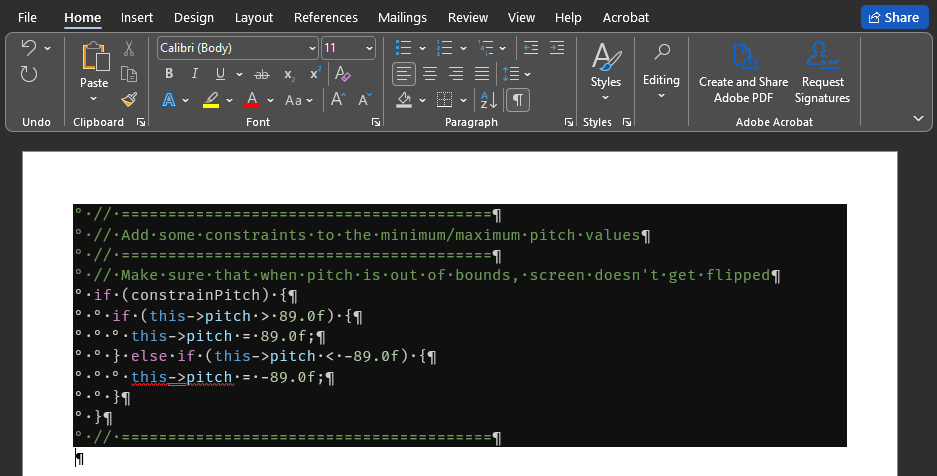 File Home Insert Design Layout References Mailings Review View Help Acrobat Share
Calibri (Body) 11
Paste Styles Editing Create and Share Adobe PDF Request Signatures
B I U ab x₂ x² A
A A Aa A A
Undo Clipboard Font Paragraph Styles Adobe Acrobat
°·//·========================================¶
°·//·Add·some·constraints·to·the·minimum/maximum·pitch·values¶
°·//·========================================¶
°·//·Make·sure·that·when·pitch·is·out·of·bounds,·screen·doesn't·get·flipped¶
°·if·(constrainPitch)·{¶
°·°·if·(this->pitch·>·89.0f)·{¶
°·°·°·this->pitch·=·89.0f;¶
°·°·}·else·if·(this->pitch·<·-89.0f)·{¶
°·°·°·this->pitch·=·-89.0f;¶
°·°·}¶
°·}¶
°·//·========================================¶
¶